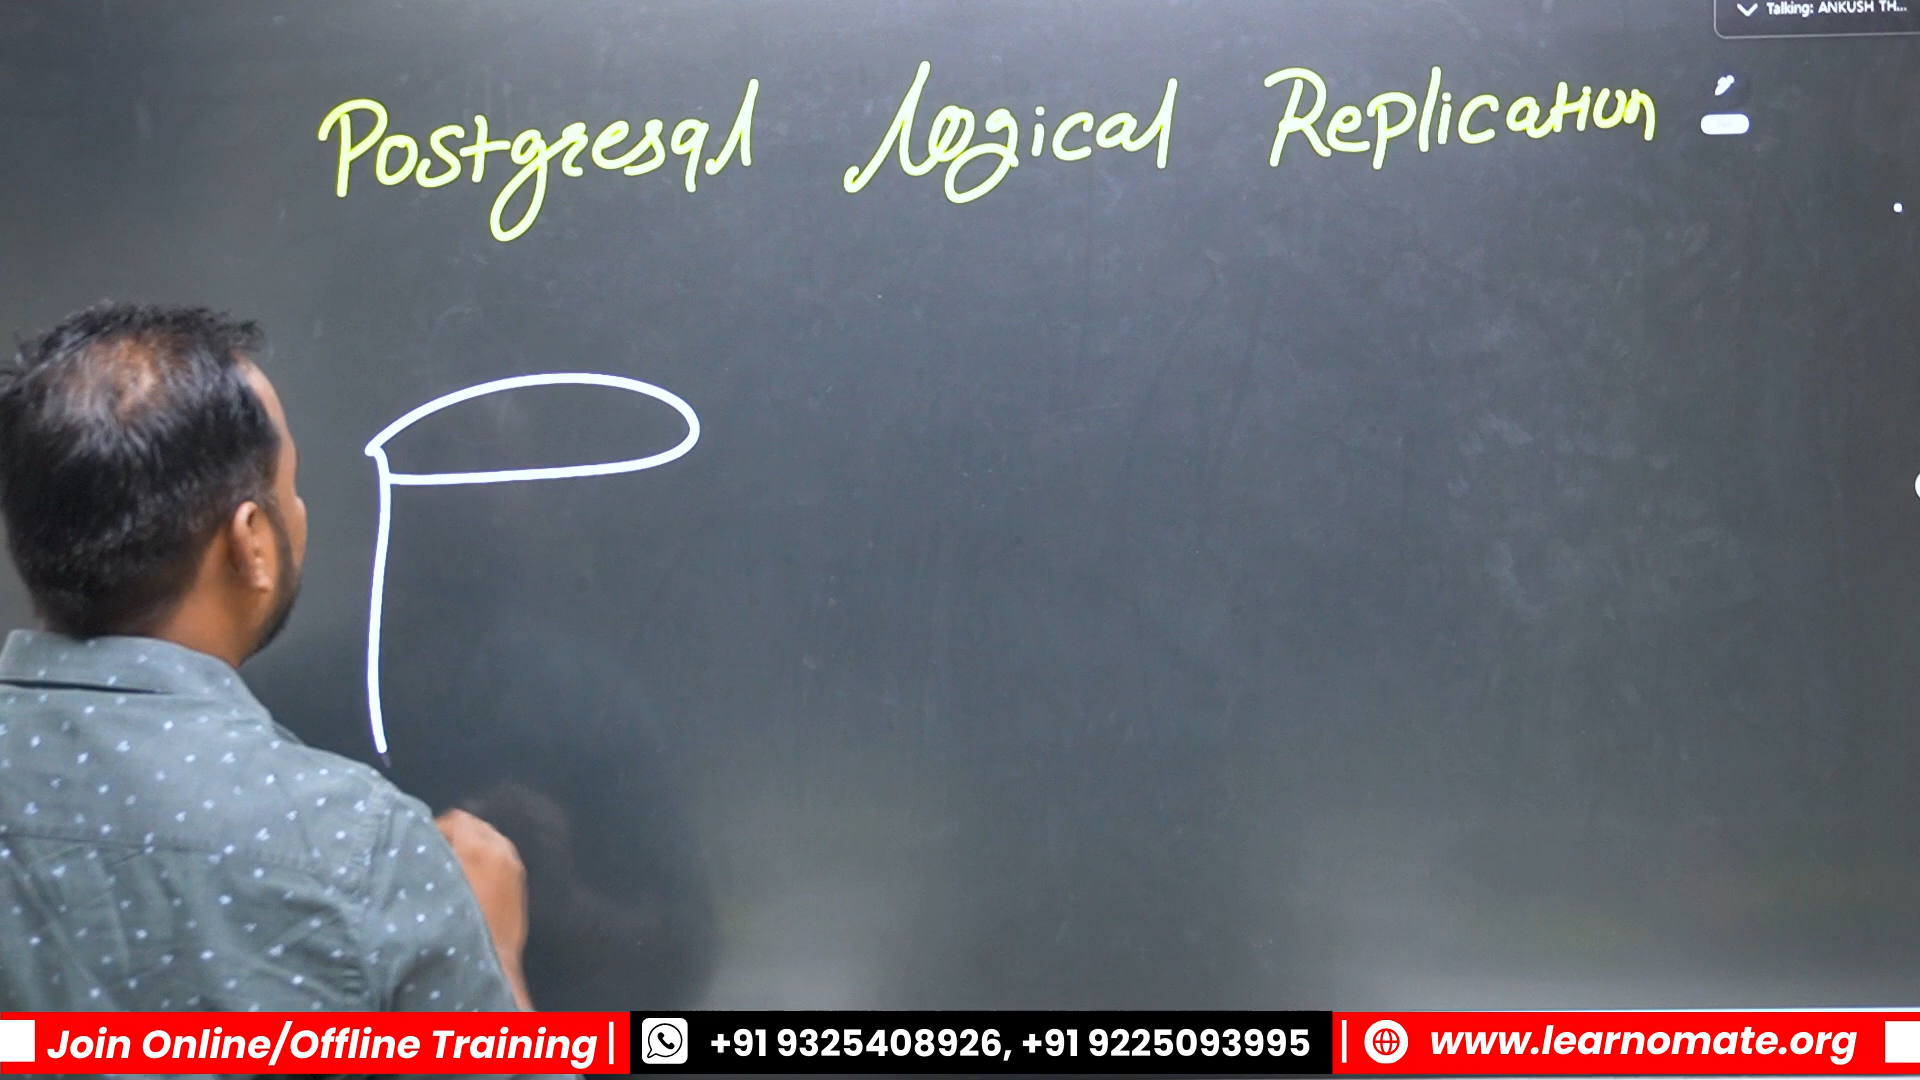 Talking: ANKUSH TH...
Postgresql Logical Replication
Join Online/Offline Training | +91 9325408926, +91 9225093995 | www.learnomate.org